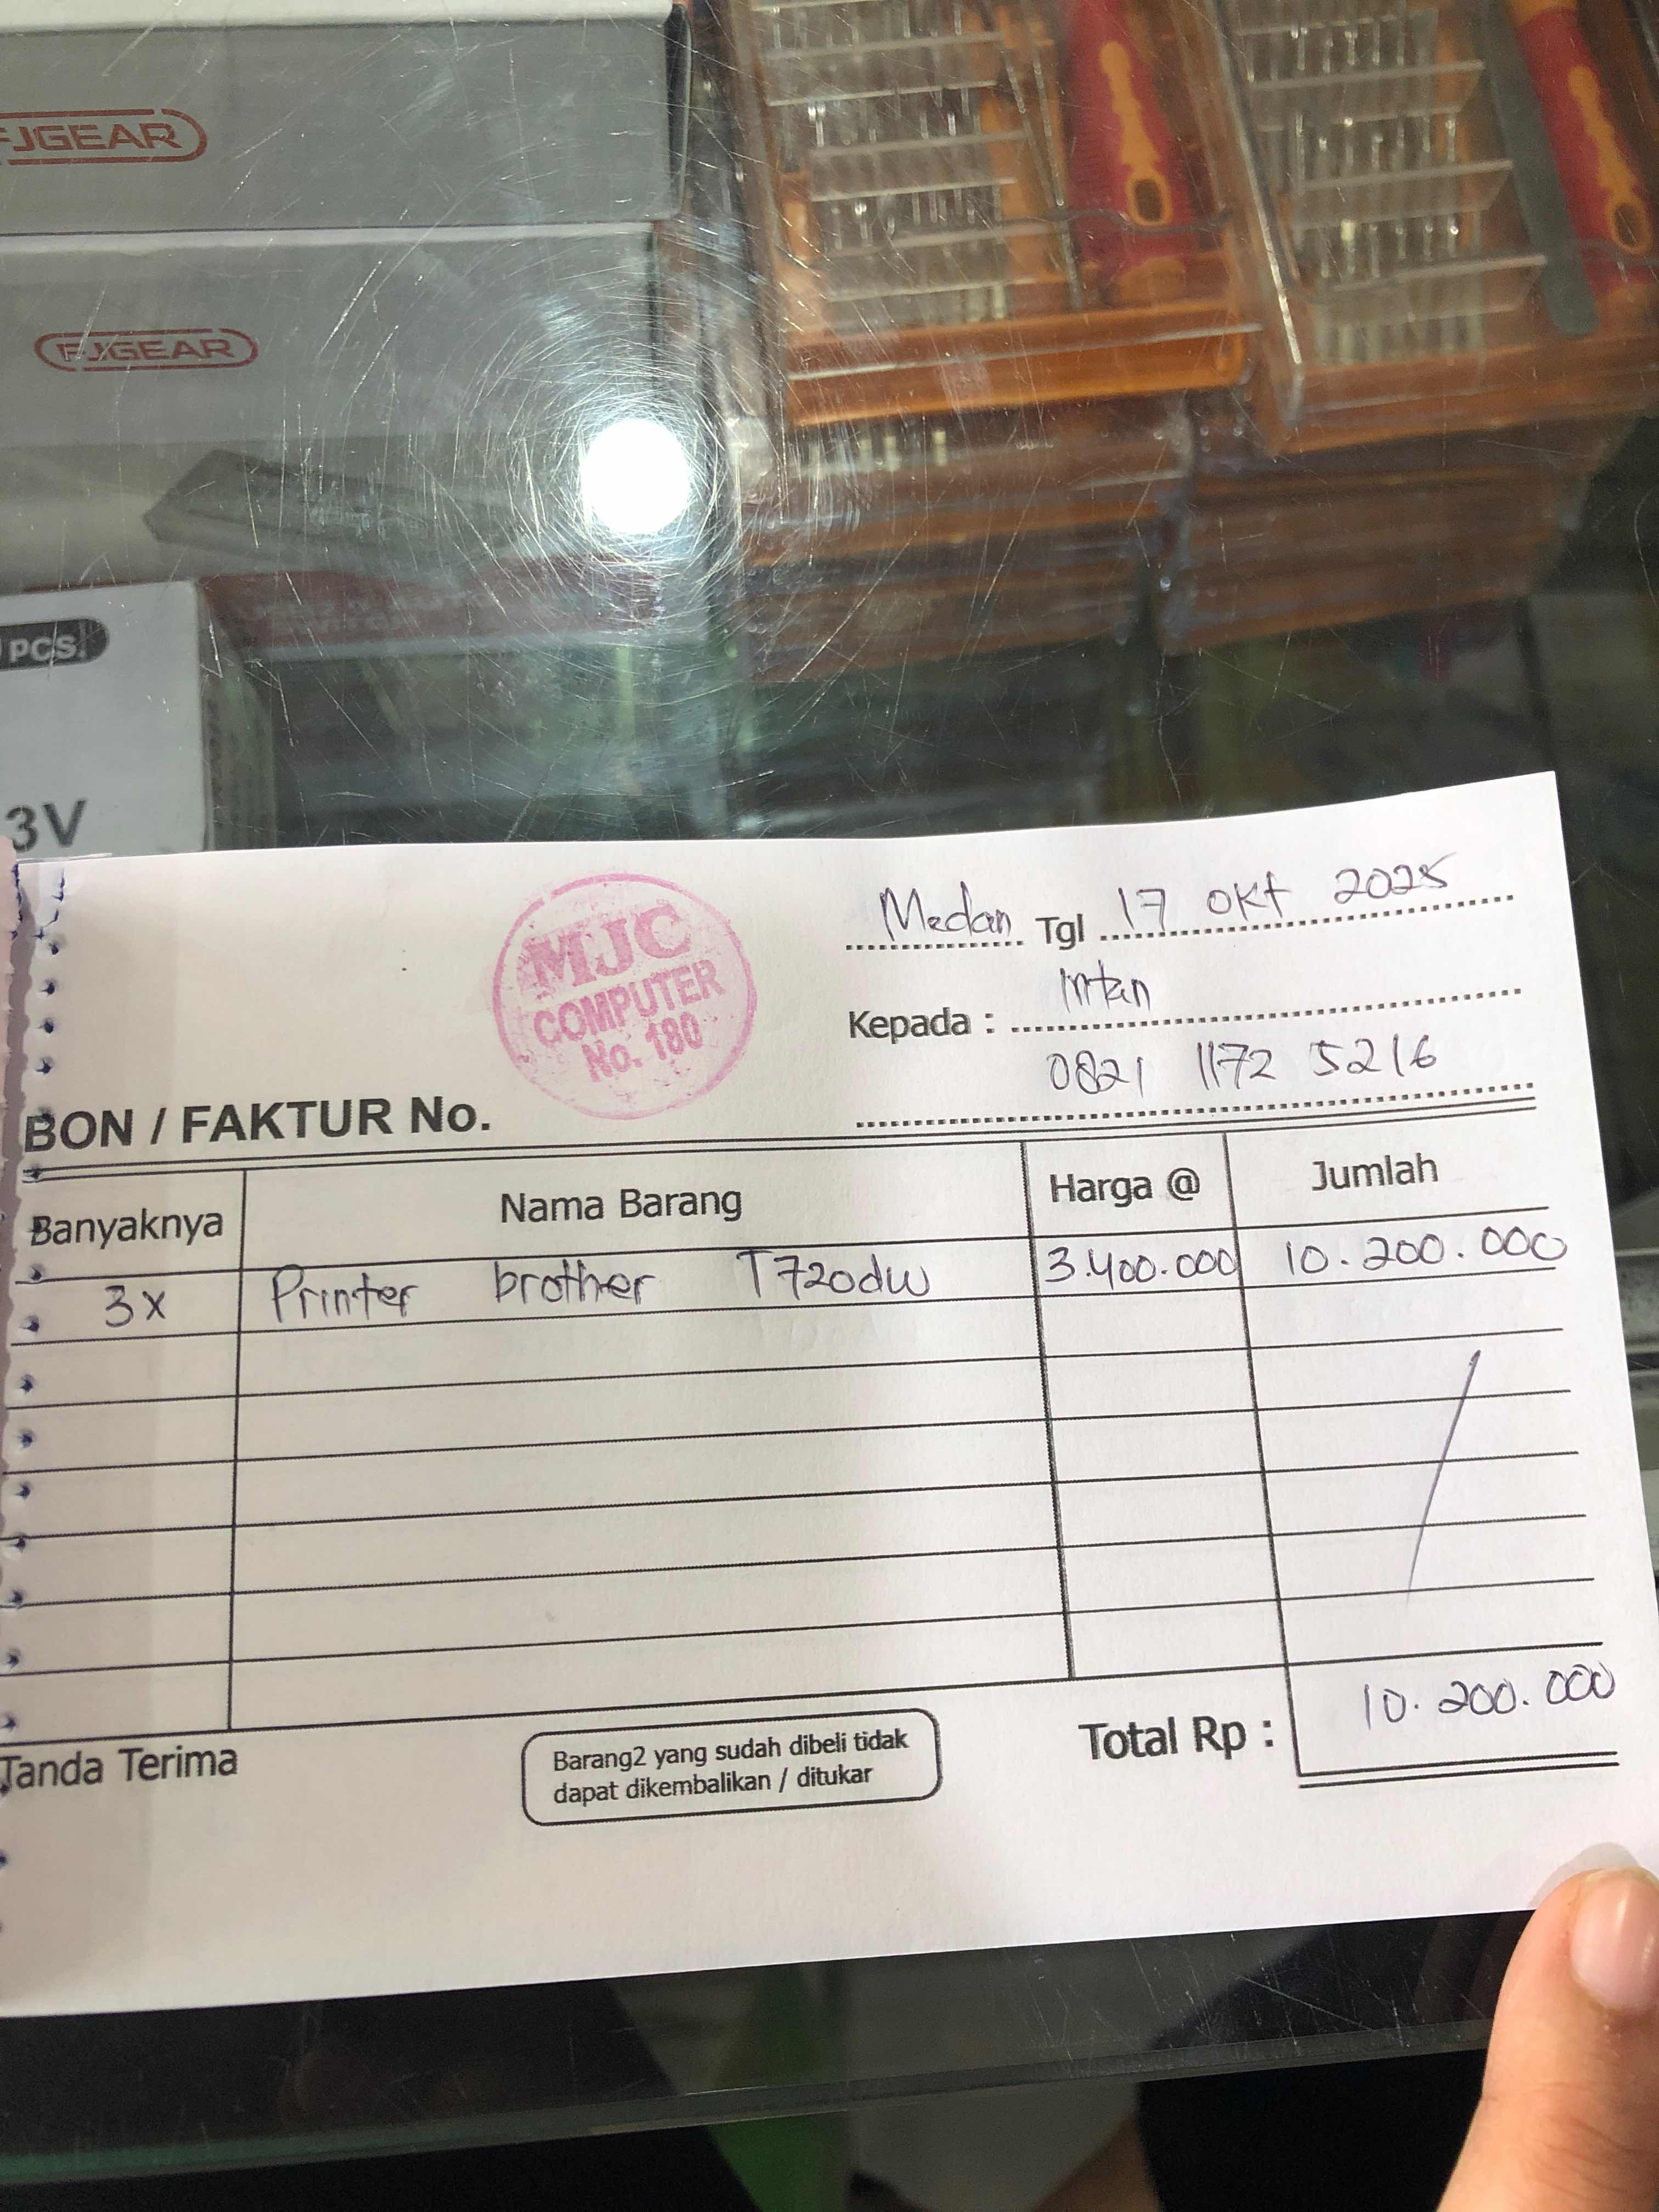 FJGEAR
FJGEAR
PCS
3V
MJC
COMPUTER
No. 180
Medan Tgl 17 Okt 2025
Kepada : Intan
0821 1172 5216
BON / FAKTUR No.
Banyaknya Nama Barang Harga @ Jumlah
3x Printer brother T720dw 3.400.000 10.200.000
Tanda Terima
Barang2 yang sudah dibeli tidak
dapat dikembalikan / ditukar
Total Rp : 10.200.000